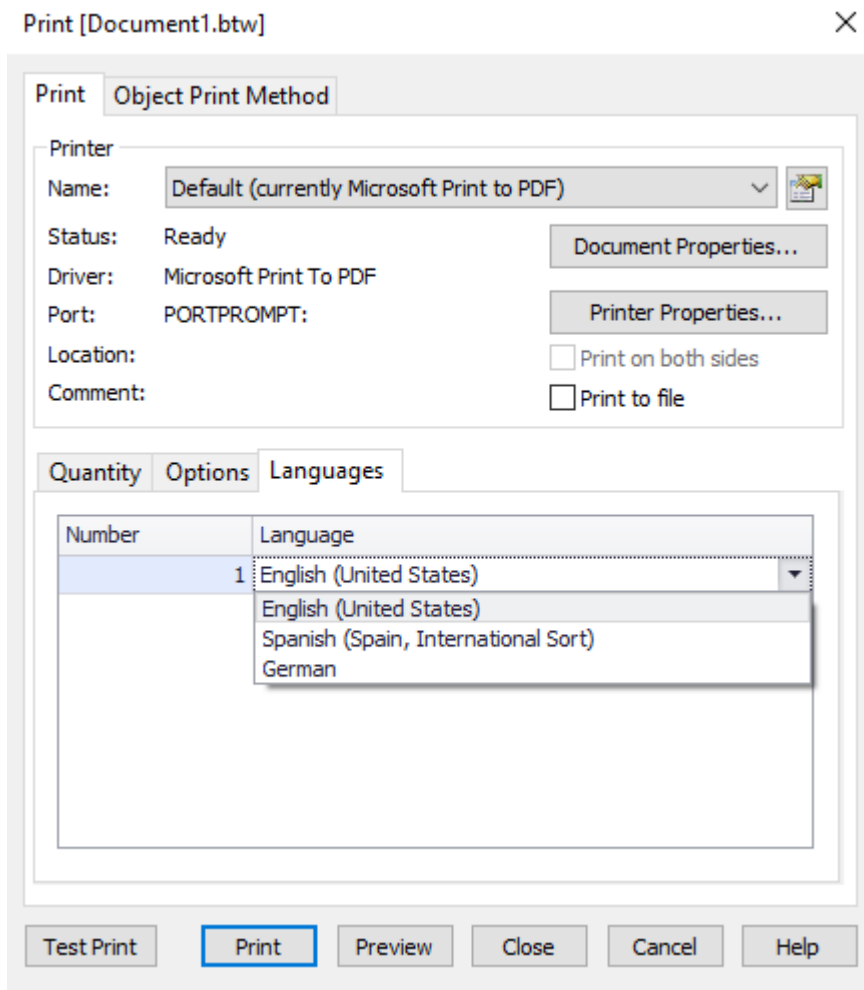 Print [Document1.btw]
Print Object Print Method
Printer
Name: Default (currently Microsoft Print to PDF)
Status: Ready
Document Properties...
Driver: Microsoft Print To PDF
Port: PORTPROMPT:
Printer Properties...
Location:
Print on both sides
Comment:
Print to file
Quantity Options Languages
Number Language
1 English (United States)
English (United States)
Spanish (Spain, International Sort)
German
Test Print Print Preview Close Cancel Help